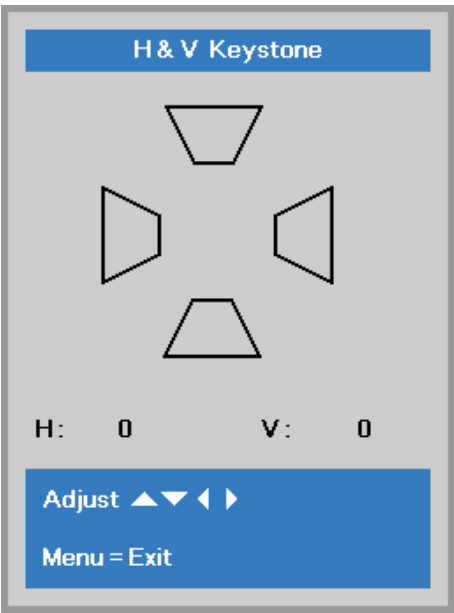 H & V Keystone
H: 0 V: 0
Adjust ▲▼◀▶
Menu = Exit